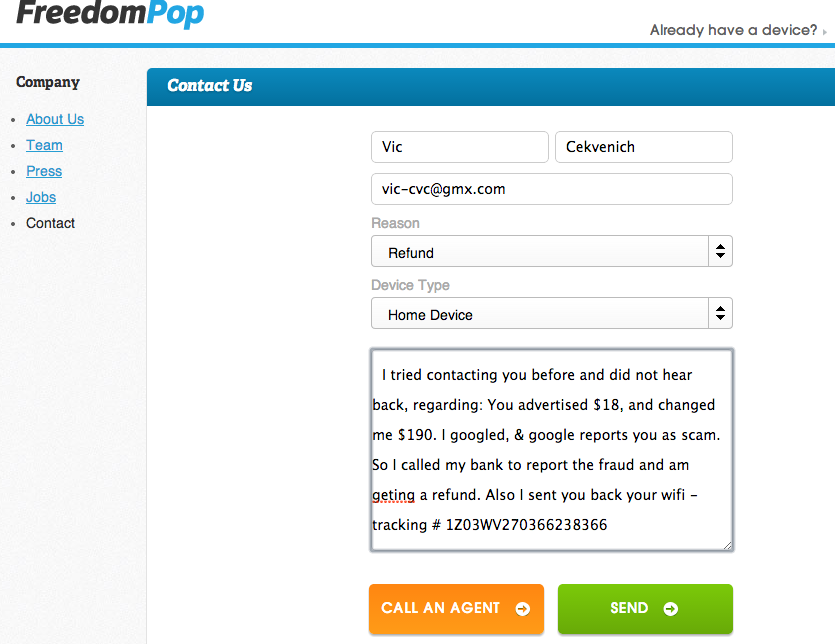 FreedomPop
Already have a device?
Company
About Us
Team
Press
Jobs
Contact
Contact Us
Vic
Cekvenich
vic-cvc@gmx.com
Reason
Refund
Device Type
Home Device
I tried contacting you before and did not hear
back, regarding: You advertised $18, and changed
me $190. I googled, & google reports you as scam.
So I called my bank to report the fraud and am
geting a refund. Also I sent you back your wifi –
tracking # 1Z03WV270366238366
CALL AN AGENT
SEND